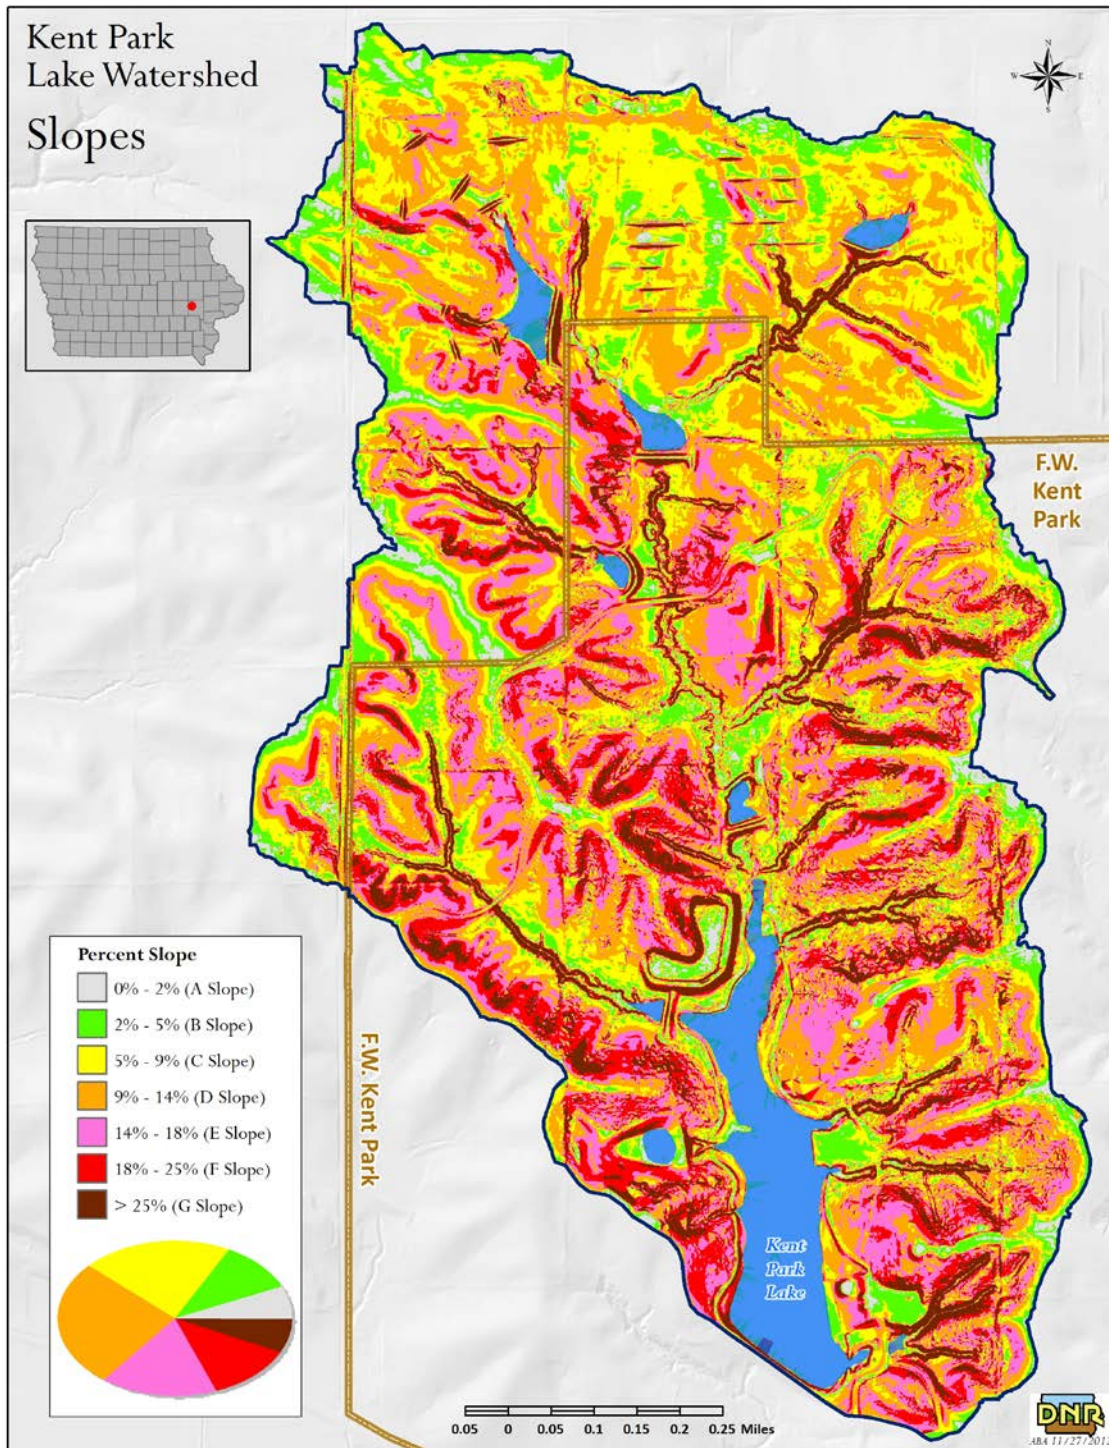 Kent Park
Lake Watershed
Slopes
N
W
E
S
F.W.
Kent
Park
Percent Slope
0% - 2% (A Slope)
2% - 5% (B Slope)
5% - 9% (C Slope)
9% - 14% (D Slope)
14% - 18% (E Slope)
18% - 25% (F Slope)
> 25% (G Slope)
F.W. Kent Park
Kent
Park
Lake
0.05 0 0.05 0.1 0.15 0.2 0.25 Miles
DNR